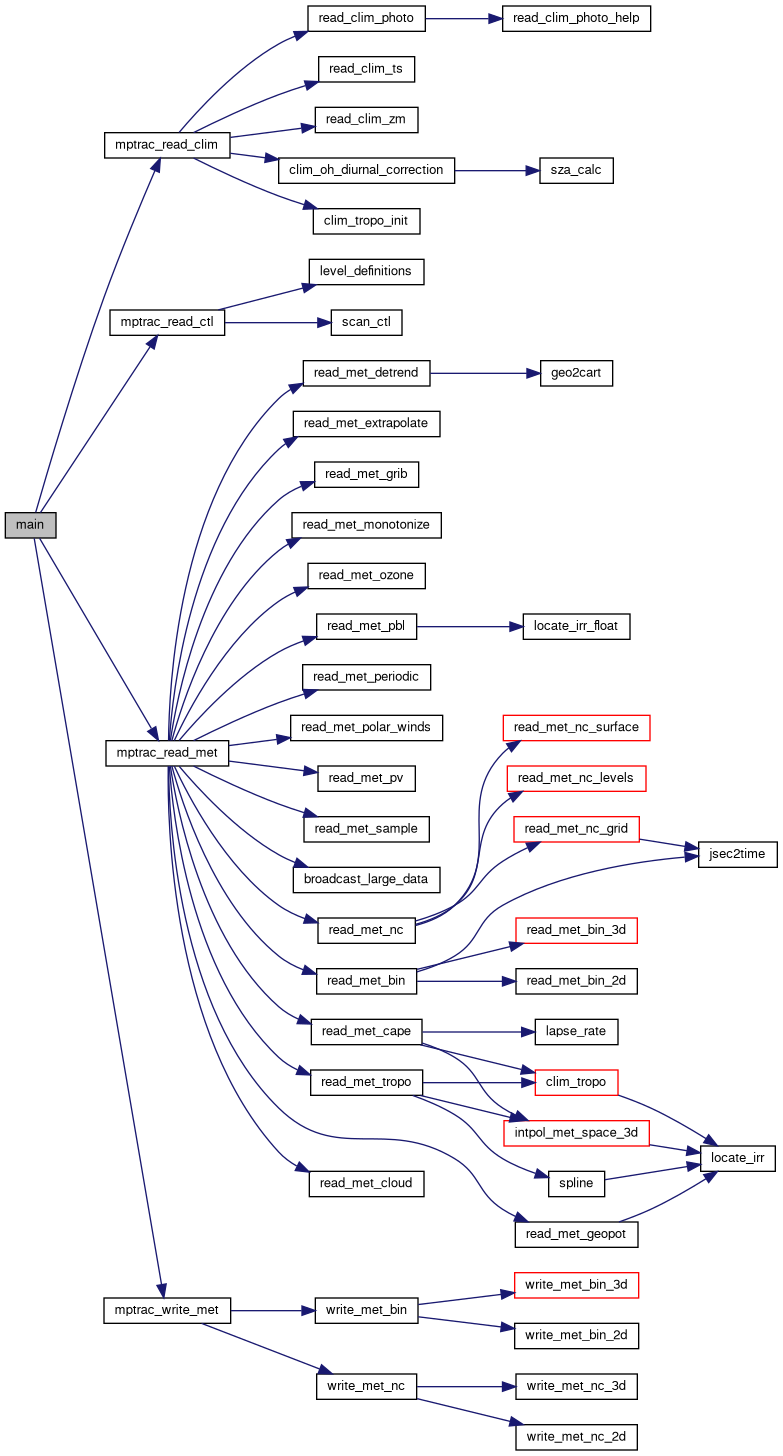 read_clim_photo
read_clim_photo_help
read_clim_ts
read_clim_zm
mptrac_read_clim
clim_oh_diurnal_correction
sza_calc
clim_tropo_init
level_definitions
mptrac_read_ctl
scan_ctl
read_met_detrend
geo2cart
read_met_extrapolate
read_met_grib
main
read_met_monotonize
read_met_ozone
read_met_pbl
locate_irr_float
read_met_periodic
read_met_polar_winds
read_met_nc_surface
mptrac_read_met
read_met_pv
read_met_nc_levels
read_met_sample
read_met_nc_grid
jsec2time
broadcast_large_data
read_met_nc
read_met_bin_3d
read_met_bin
read_met_bin_2d
read_met_cape
lapse_rate
read_met_tropo
clim_tropo
intpol_met_space_3d
locate_irr
read_met_cloud
spline
read_met_geopot
write_met_bin_3d
mptrac_write_met
write_met_bin
write_met_bin_2d
write_met_nc
write_met_nc_3d
write_met_nc_2d